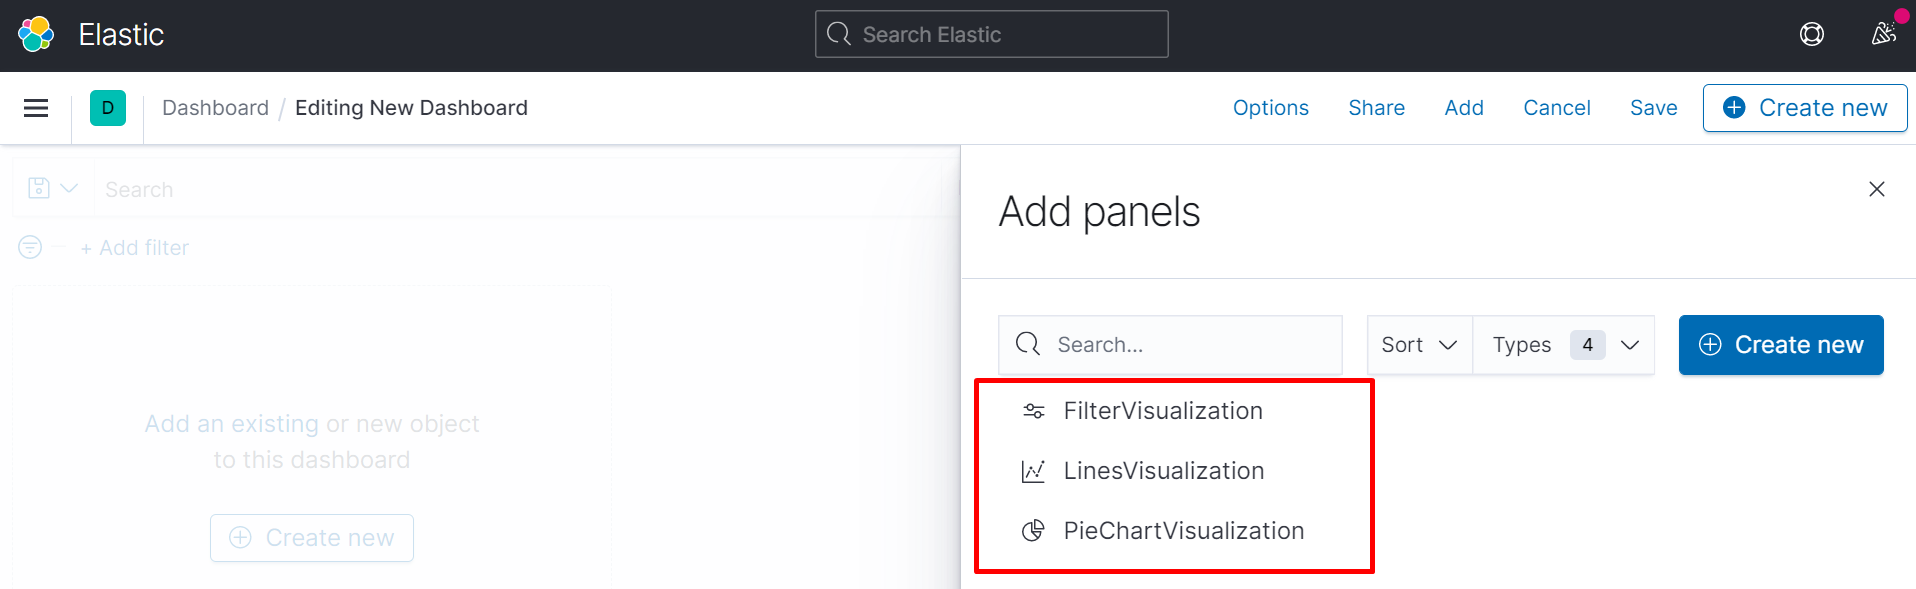 Elastic
Search Elastic
D
Dashboard / Editing New Dashboard
Options Share Add Cancel Save Create new
Search
+ Add filter
Add an existing or new object
to this dashboard
Create new
Add panels
Search...
Sort
Types 4
Create new
FilterVisualization
LinesVisualization
PieChartVisualization